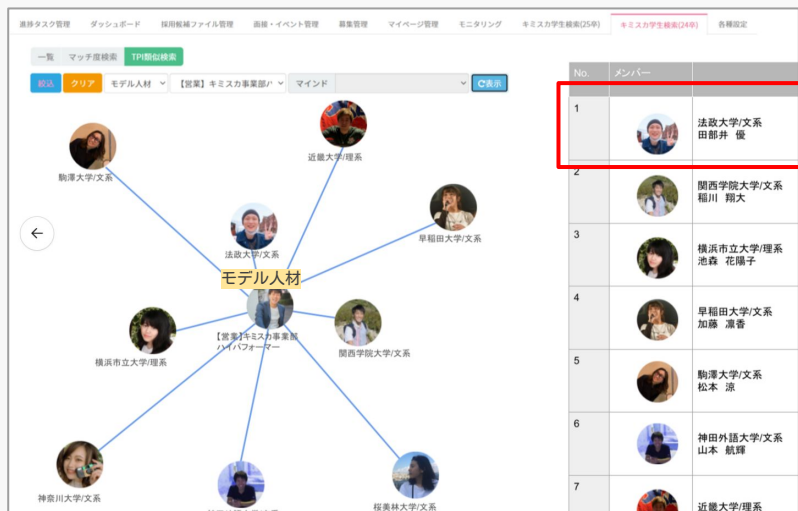 進捗タスク管理 ダッシュボード 採用候補ファイル管理 面接・イベント管理 募集管理 マイページ管理 モニタリング キミスカ学生検索(25卒) キミスカ学生検索(24卒) 各種設定
一覧 マッチ度検索 TPI類似検索
絞込 クリア モデル人材 【営業】キミスカ事業部ハ マインド 表示
近畿大学/理系
駒澤大学/文系
早稲田大学/文系
法政大学/文系
モデル人材
【営業】キミスカ事業部
ハイパフォーマー
関西学院大学/文系
横浜市立大学/理系
神奈川大学/文系
桜美林大学/文系
No. メンバー
1
法政大学/文系
田部井 優
2
関西学院大学/文系
稲川 翔大
3
横浜市立大学/理系
池森 花陽子
4
早稲田大学/文系
加藤 凛香
5
駒澤大学/文系
松本 涼
6
神田外語大学/文系
山本 航輝
7
近畿大学/理系